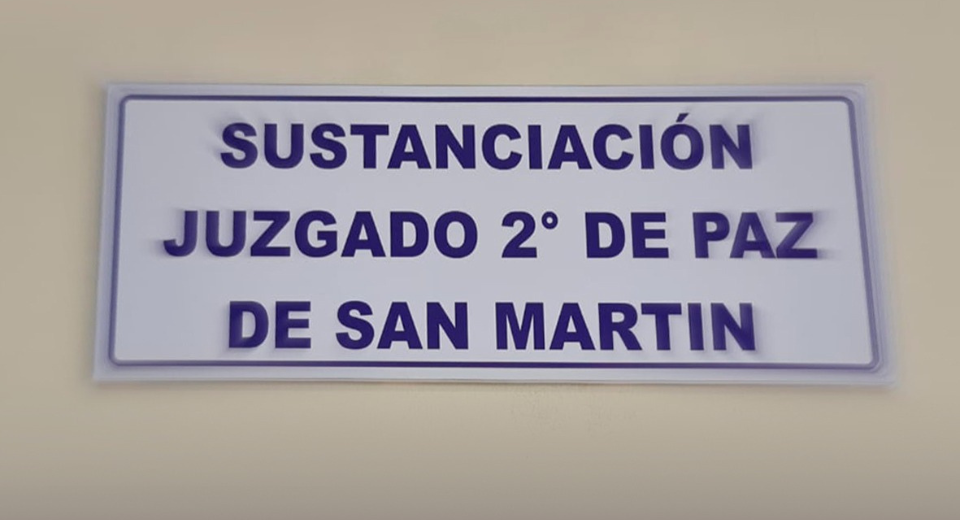 SUSTANCIACIÓN
JUZGADO 2° DE PAZ
DE SAN MARTIN